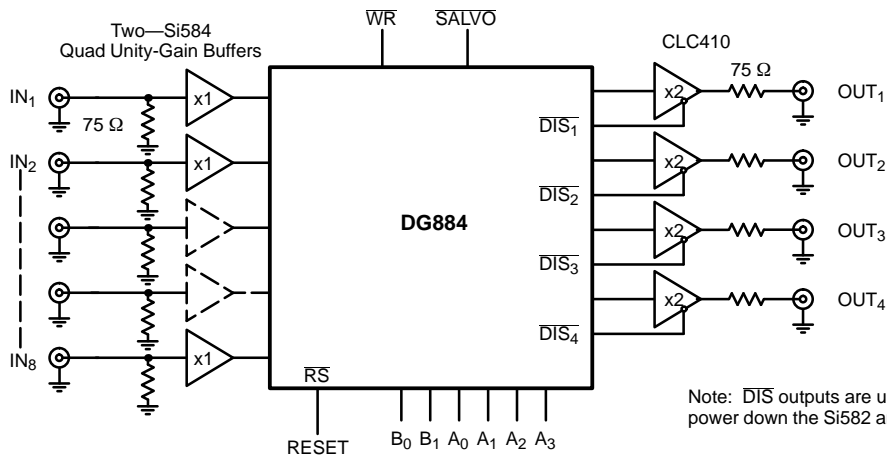 Two—Si584
Quad Unity-Gain Buffers
WR
SALVO
CLC410
75 Ω
IN1
75 Ω
x1
x2
OUT1
DIS1
IN2
x1
x2
OUT2
DIS2
DG884
x2
OUT3
DIS3
x2
OUT4
DIS4
IN8
x1
RS
RESET
B0 B1 A0 A1 A2 A3
Note: DIS outputs are u
power down the Si582 a